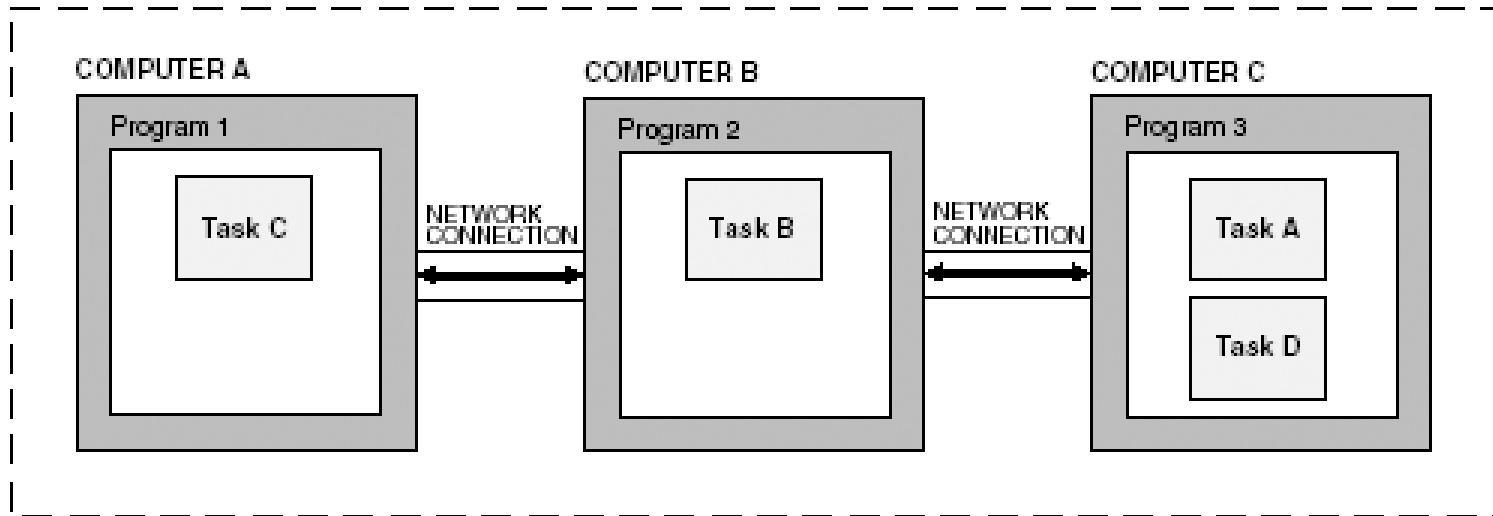 COMPUTER A
Program 1
Task C
NETWORK
CONNECTION
COMPUTER B
Program 2
Task B
NETWORK
CONNECTION
COMPUTER C
Program 3
Task A
Task D